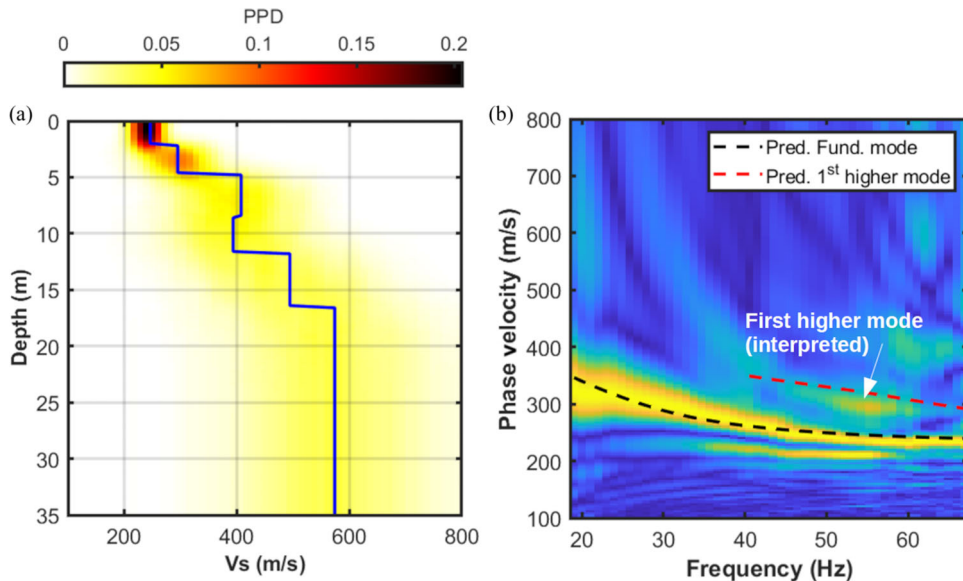 PPD
0 0.05 0.1 0.15 0.2
(a)
0
5
10
15
20
25
30
35
Depth (m)
200 400 600 800
Vs (m/s)
(b)
800
700
600
500
400
300
200
100
Phase velocity (m/s)
Pred. Fund. mode
Pred. 1st higher mode
First higher mode
(interpreted)
20 30 40 50 60
Frequency (Hz)